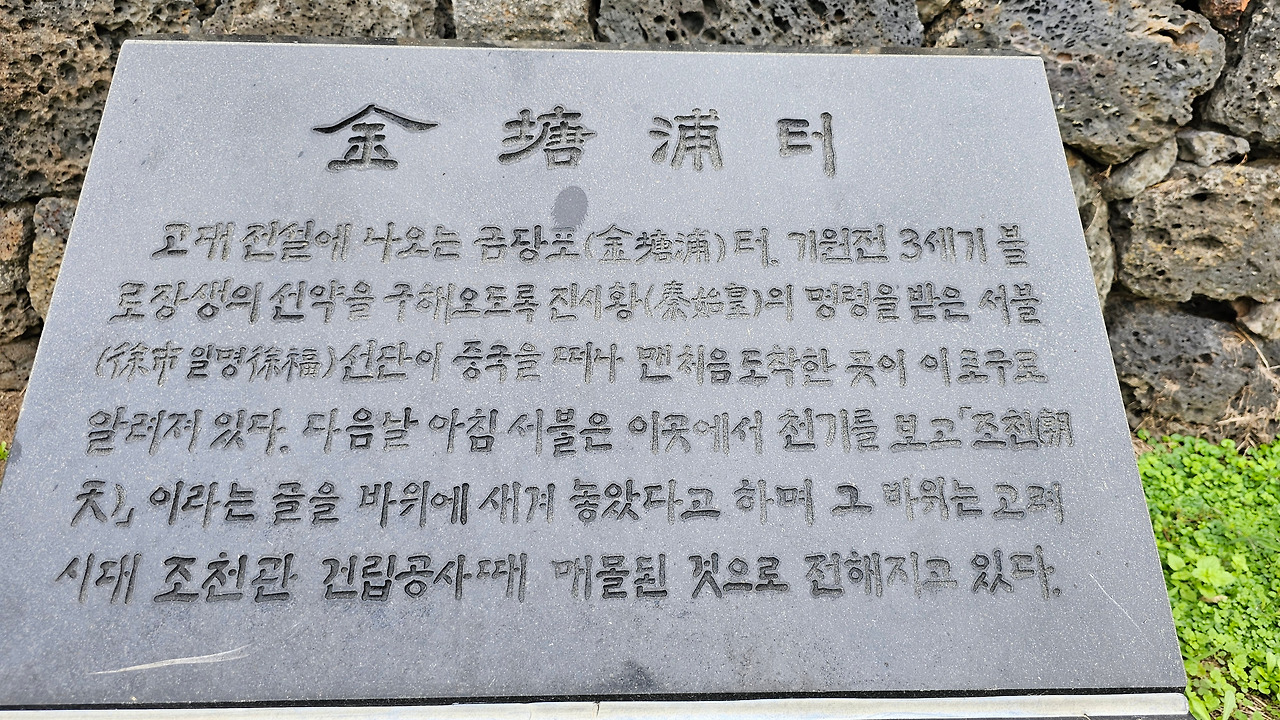 金塘浦 터
고대 전설에 나오는 금당포(金塘浦)터. 기원전 3세기 불
로장생의 선약을 구해오도록 진시황(秦始皇)의 명령을 받은 서불
(徐市 일명徐福)선단이 중국을 떠나 맨처음 도착한 곳이 이 포구로
알려져 있다. 다음날 아침 서불은 이곳에서 천기를 보고「조천(朝
天)」이라는 글을 바위에 새겨 놓았다고 하며 그 바위는 고려
시대 조천관 건립공사때 매몰된 것으로 전해지고 있다.